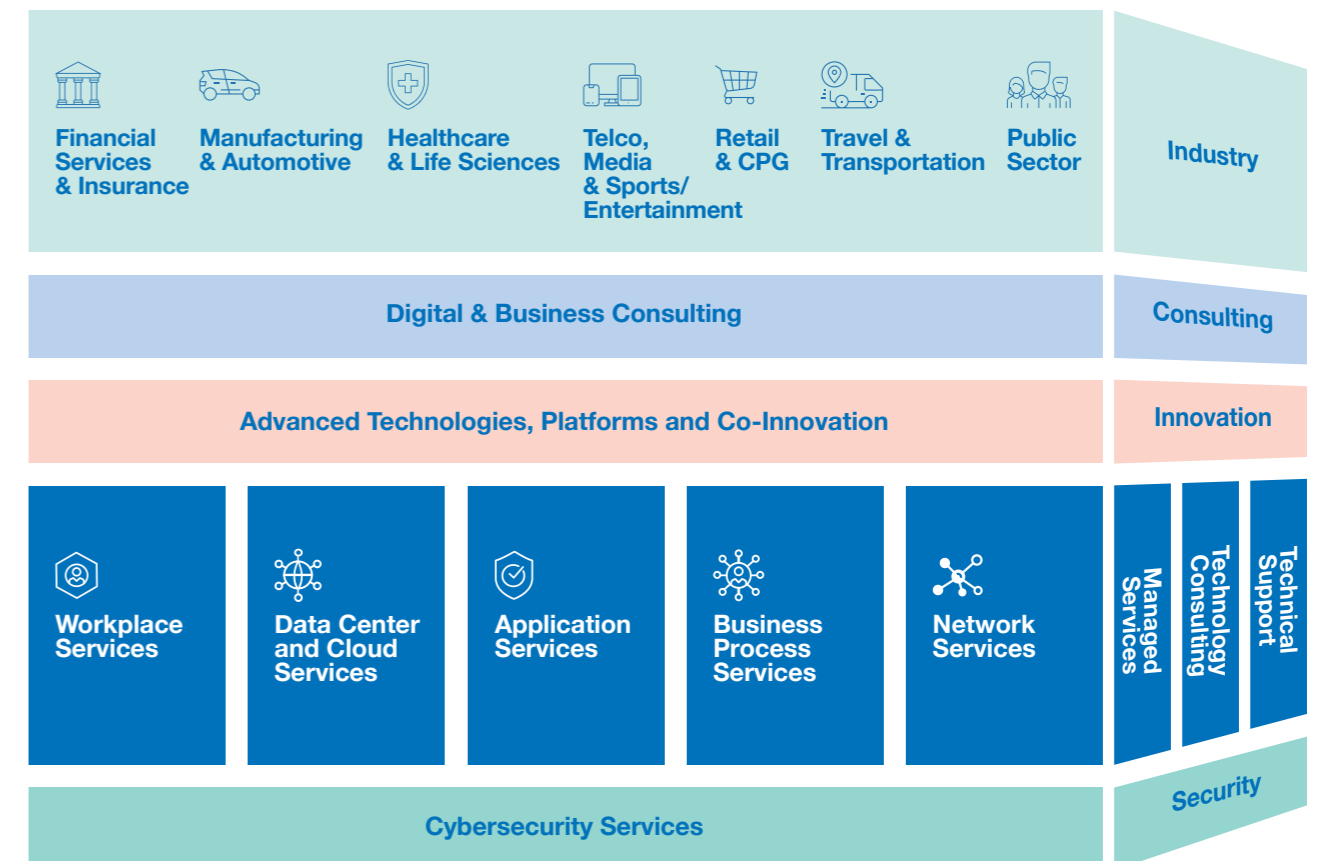 Financial
Services
& Insurance
Manufacturing
& Automotive
Healthcare
& Life Sciences
Telco,
Media
& Sports/
Entertainment
Retail
& CPG
Travel &
Transportation
Public
Sector
Industry
Digital & Business Consulting
Consulting
Advanced Technologies, Platforms and Co-Innovation
Innovation
Workplace
Services
Data Center
and Cloud
Services
Application
Services
Business
Process
Services
Network
Services
Managed
Services
Technology
Consulting
Technical
Support
Cybersecurity Services
Security